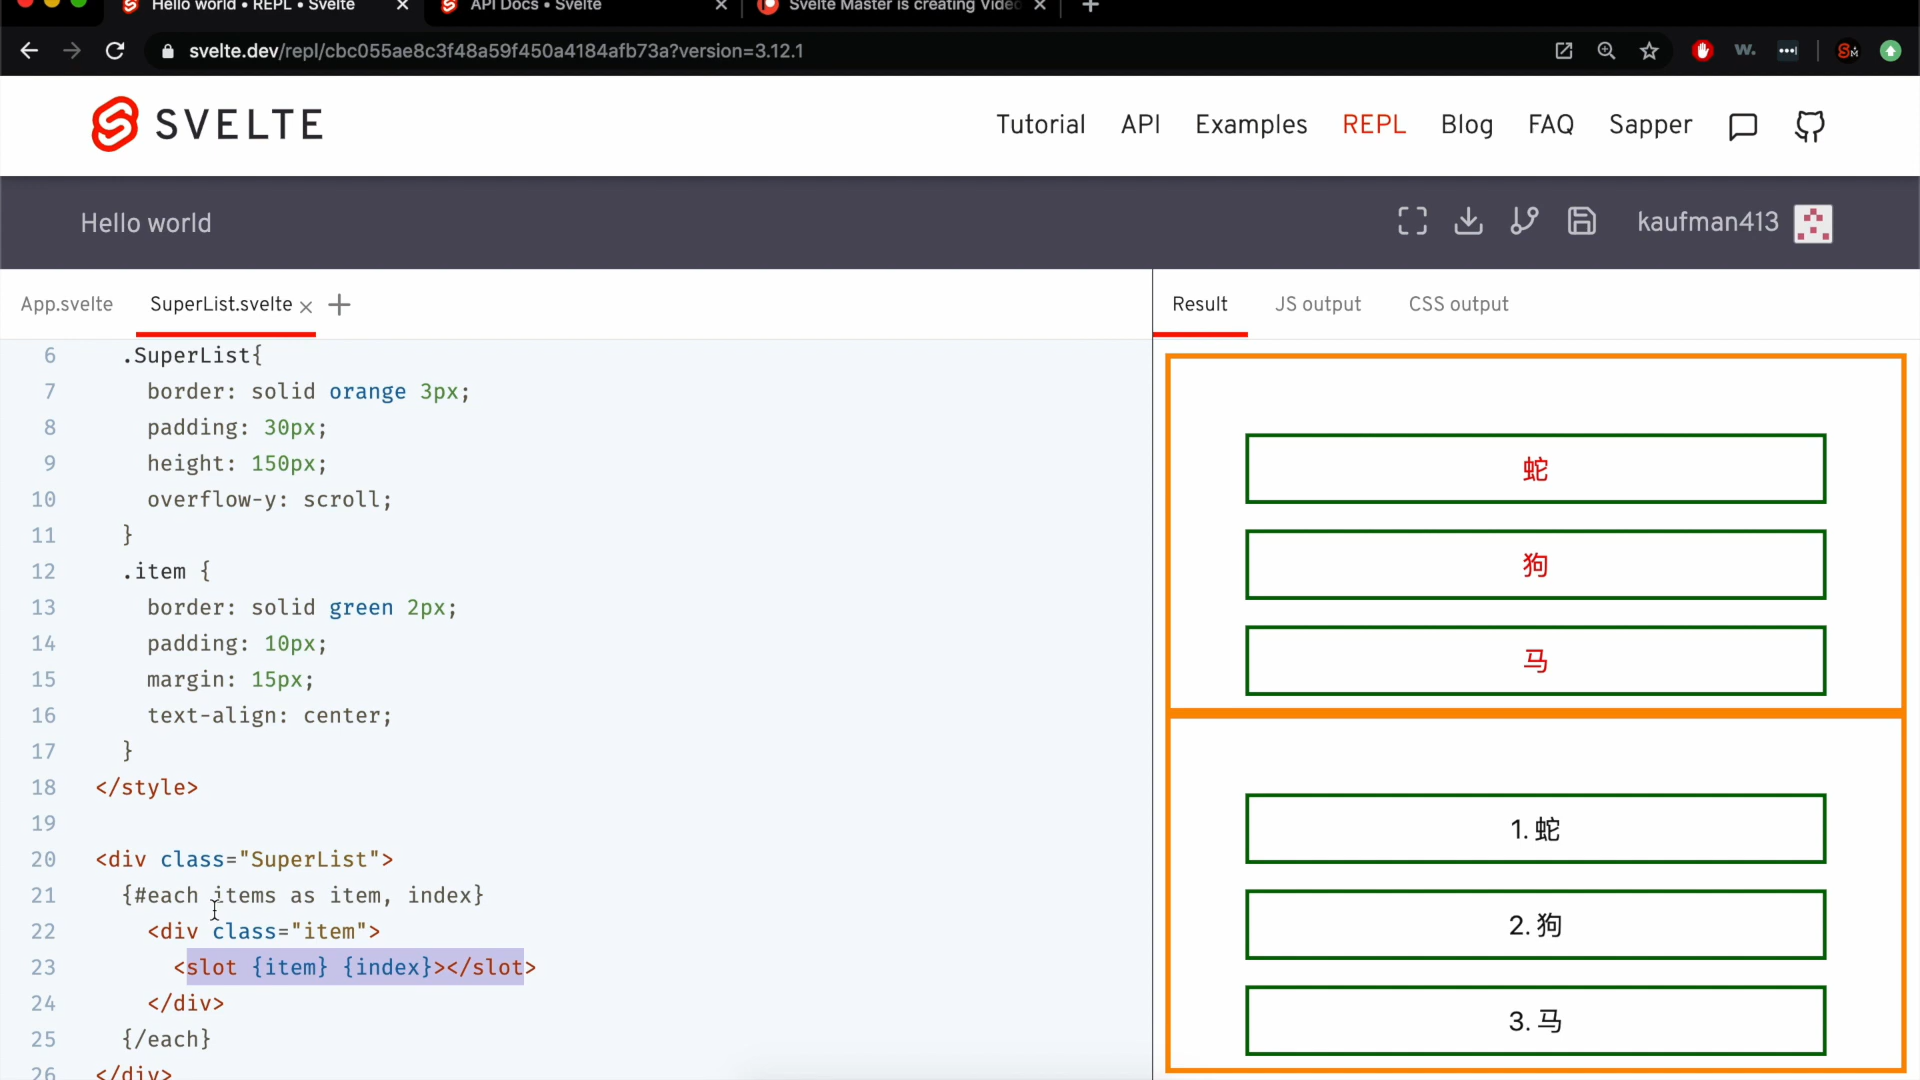 Hello world • REPL • Svelte
API Docs • Svelte
Svelte Master is creating Video
svelte.dev/repl/cbc055ae8c3f48a59f450a4184afb73a?version=3.12.1
SVELTE
Tutorial
API
Examples
REPL
Blog
FAQ
Sapper
Hello world
kaufman413
App.svelte
SuperList.svelte
Result
JS output
CSS output
6 .SuperList{
7 border: solid orange 3px;
8 padding: 30px;
9 height: 150px;
10 overflow-y: scroll;
11 }
12 .item {
13 border: solid green 2px;
14 padding: 10px;
15 margin: 15px;
16 text-align: center;
17 }
18 </style>
19
20 <div class="SuperList">
21 {#each items as item, index}
22 <div class="item">
23 <slot {item} {index}></slot>
24 </div>
25 {/each}
26 </div>
蛇
狗
马
1. 蛇
2. 狗
3. 马